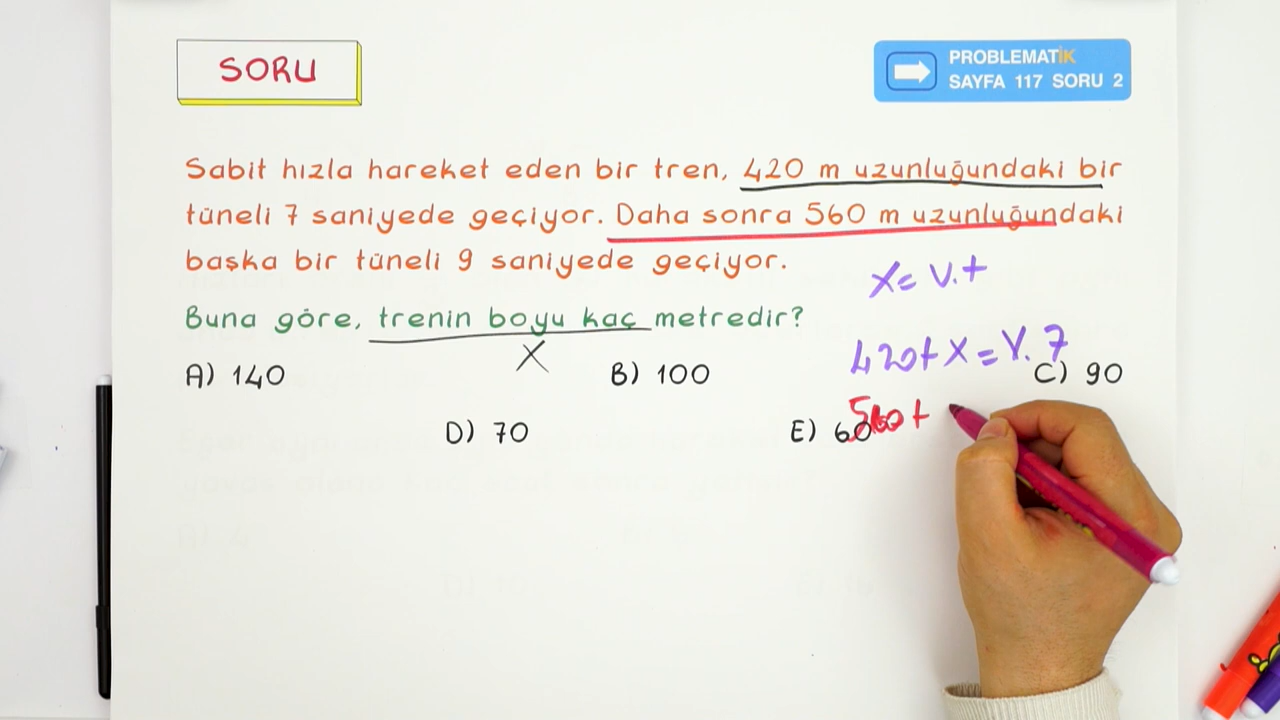 SORU
PROBLEMATİK
SAYFA 117 SORU 2
Sabit hızla hareket eden bir tren, 420 m uzunluğundaki bir
tüneli 7 saniyede geçiyor. Daha sonra 560 m uzunluğundaki
başka bir tüneli 9 saniyede geçiyor.
x = v.t
Buna göre, trenin boyu kaç metredir?
x
420+x = v.7
A) 140
B) 100
C) 90
560+
D) 70
E) 60